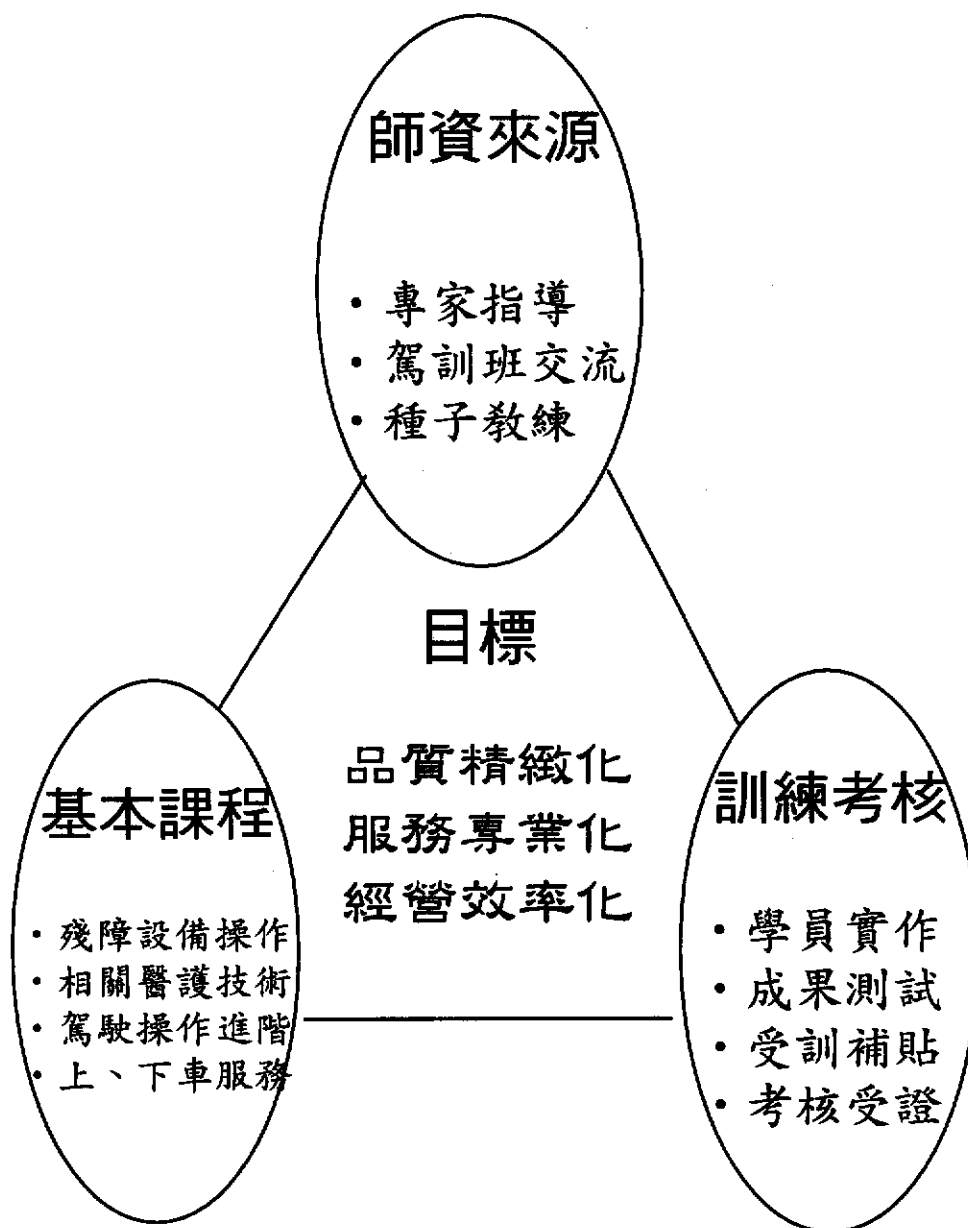 師資來源
・專家指導
・駕訓班交流
・種子教練
目標
品質精緻化
服務專業化
經營效率化
基本課程
・殘障設備操作
・相關醫護技術
・駕駛操作進階
・上、下車服務
訓練考核
・學員實作
・成果測試
・受訓補貼
・考核受證